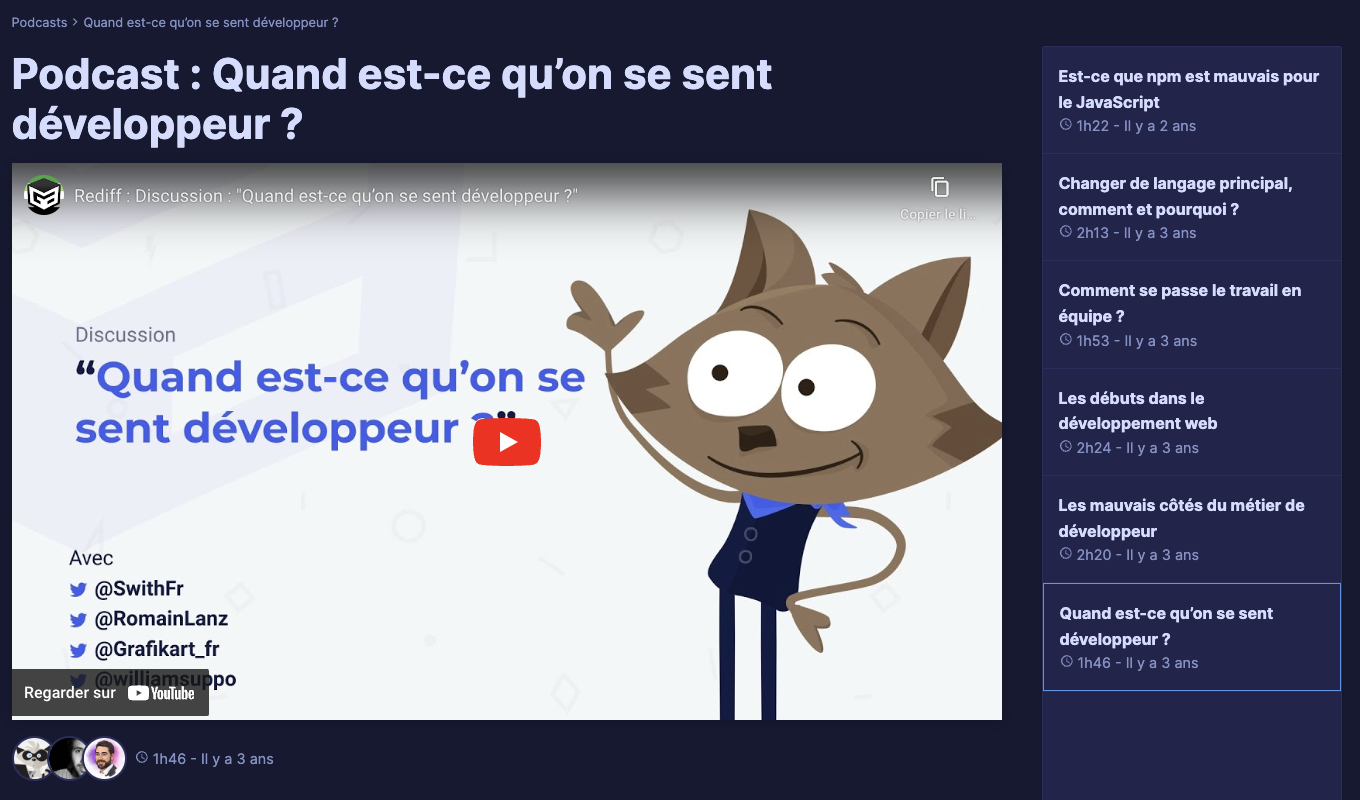 Podcasts > Quand est-ce qu’on se sent développeur ?
Podcast : Quand est-ce qu’on se sent
développeur ?
Rediff : Discussion : "Quand est-ce qu’on se sent développeur ?"
Copier le li…
Discussion
“Quand est-ce qu’on se
sent développeur ?”
Avec
@SwithFr
@RomainLanz
@Grafikart_fr
@williamsuppo
Regarder sur YouTube
1h46 - Il y a 3 ans
Est-ce que npm est mauvais pour
le JavaScript
1h22 - Il y a 2 ans
Changer de langage principal,
comment et pourquoi ?
2h13 - Il y a 3 ans
Comment se passe le travail en
équipe ?
1h53 - Il y a 3 ans
Les débuts dans le
développement web
2h24 - Il y a 3 ans
Les mauvais côtés du métier de
développeur
2h20 - Il y a 3 ans
Quand est-ce qu’on se sent
développeur ?
1h46 - Il y a 3 ans